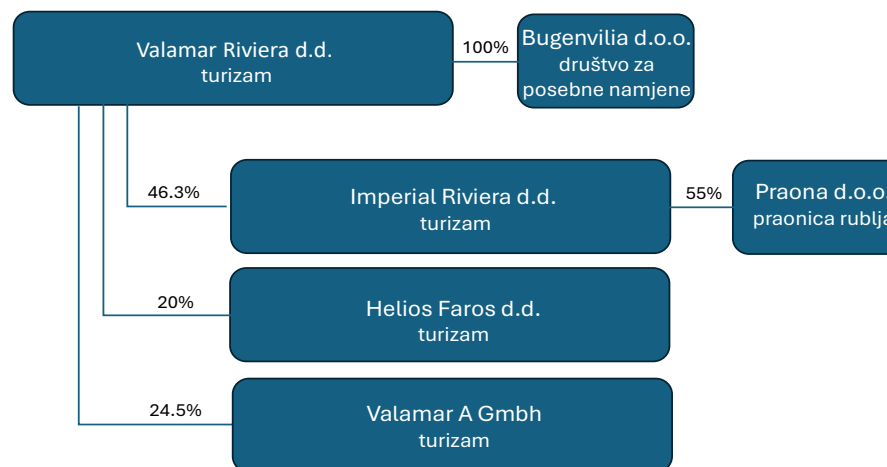 Valamar Riviera d.d.
turizam
100%
Bugenvilia d.o.o.
društvo za
posebne namjene
46.3%
Imperial Riviera d.d.
turizam
55%
Praona d.o.o.
praonica rublja
20%
Helios Faros d.d.
turizam
24.5%
Valamar A Gmbh
turizam